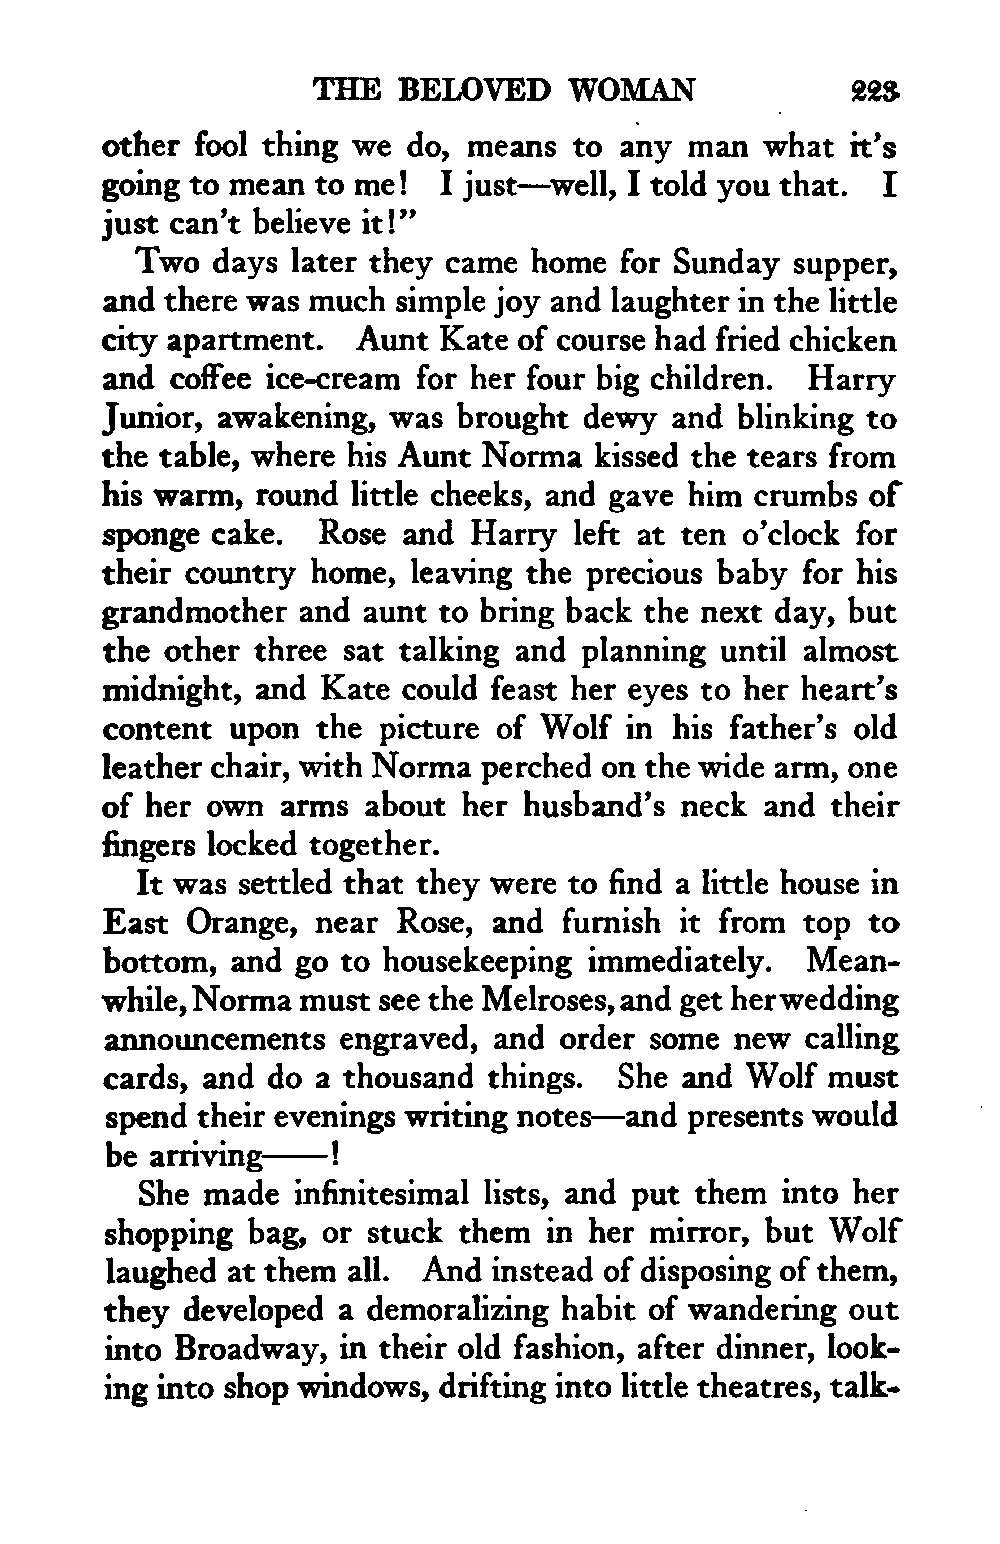 THE BELOVED WOMAN 223
other fool thing we do, means to any man what it's
going to mean to me! I just—well, I told you that. I
just can't believe it!"
Two days later they came home for Sunday supper,
and there was much simple joy and laughter in the little
city apartment. Aunt Kate of course had fried chicken
and coffee ice-cream for her four big children. Harry
Junior, awakening, was brought dewy and blinking to
the table, where his Aunt Norma kissed the tears from
his warm, round little cheeks, and gave him crumbs of
sponge cake. Rose and Harry left at ten o'clock for
their country home, leaving the precious baby for his
grandmother and aunt to bring back the next day, but
the other three sat talking and planning until almost
midnight, and Kate could feast her eyes to her heart's
content upon the picture of Wolf in his father's old
leather chair, with Norma perched on the wide arm, one
of her own arms about her husband's neck and their
fingers locked together.
It was settled that they were to find a little house in
East Orange, near Rose, and furnish it from top to
bottom, and go to housekeeping immediately. Mean-
while, Norma must see the Melroses, and get her wedding
announcements engraved, and order some new calling
cards, and do a thousand things. She and Wolf must
spend their evenings writing notes—and presents would
be arriving——!
She made infinitesimal lists, and put them into her
shopping bag, or stuck them in her mirror, but Wolf
laughed at them all. And instead of disposing of them,
they developed a demoralizing habit of wandering out
into Broadway, in their old fashion, after dinner, look-
ing into shop windows, drifting into little theatres, talk-